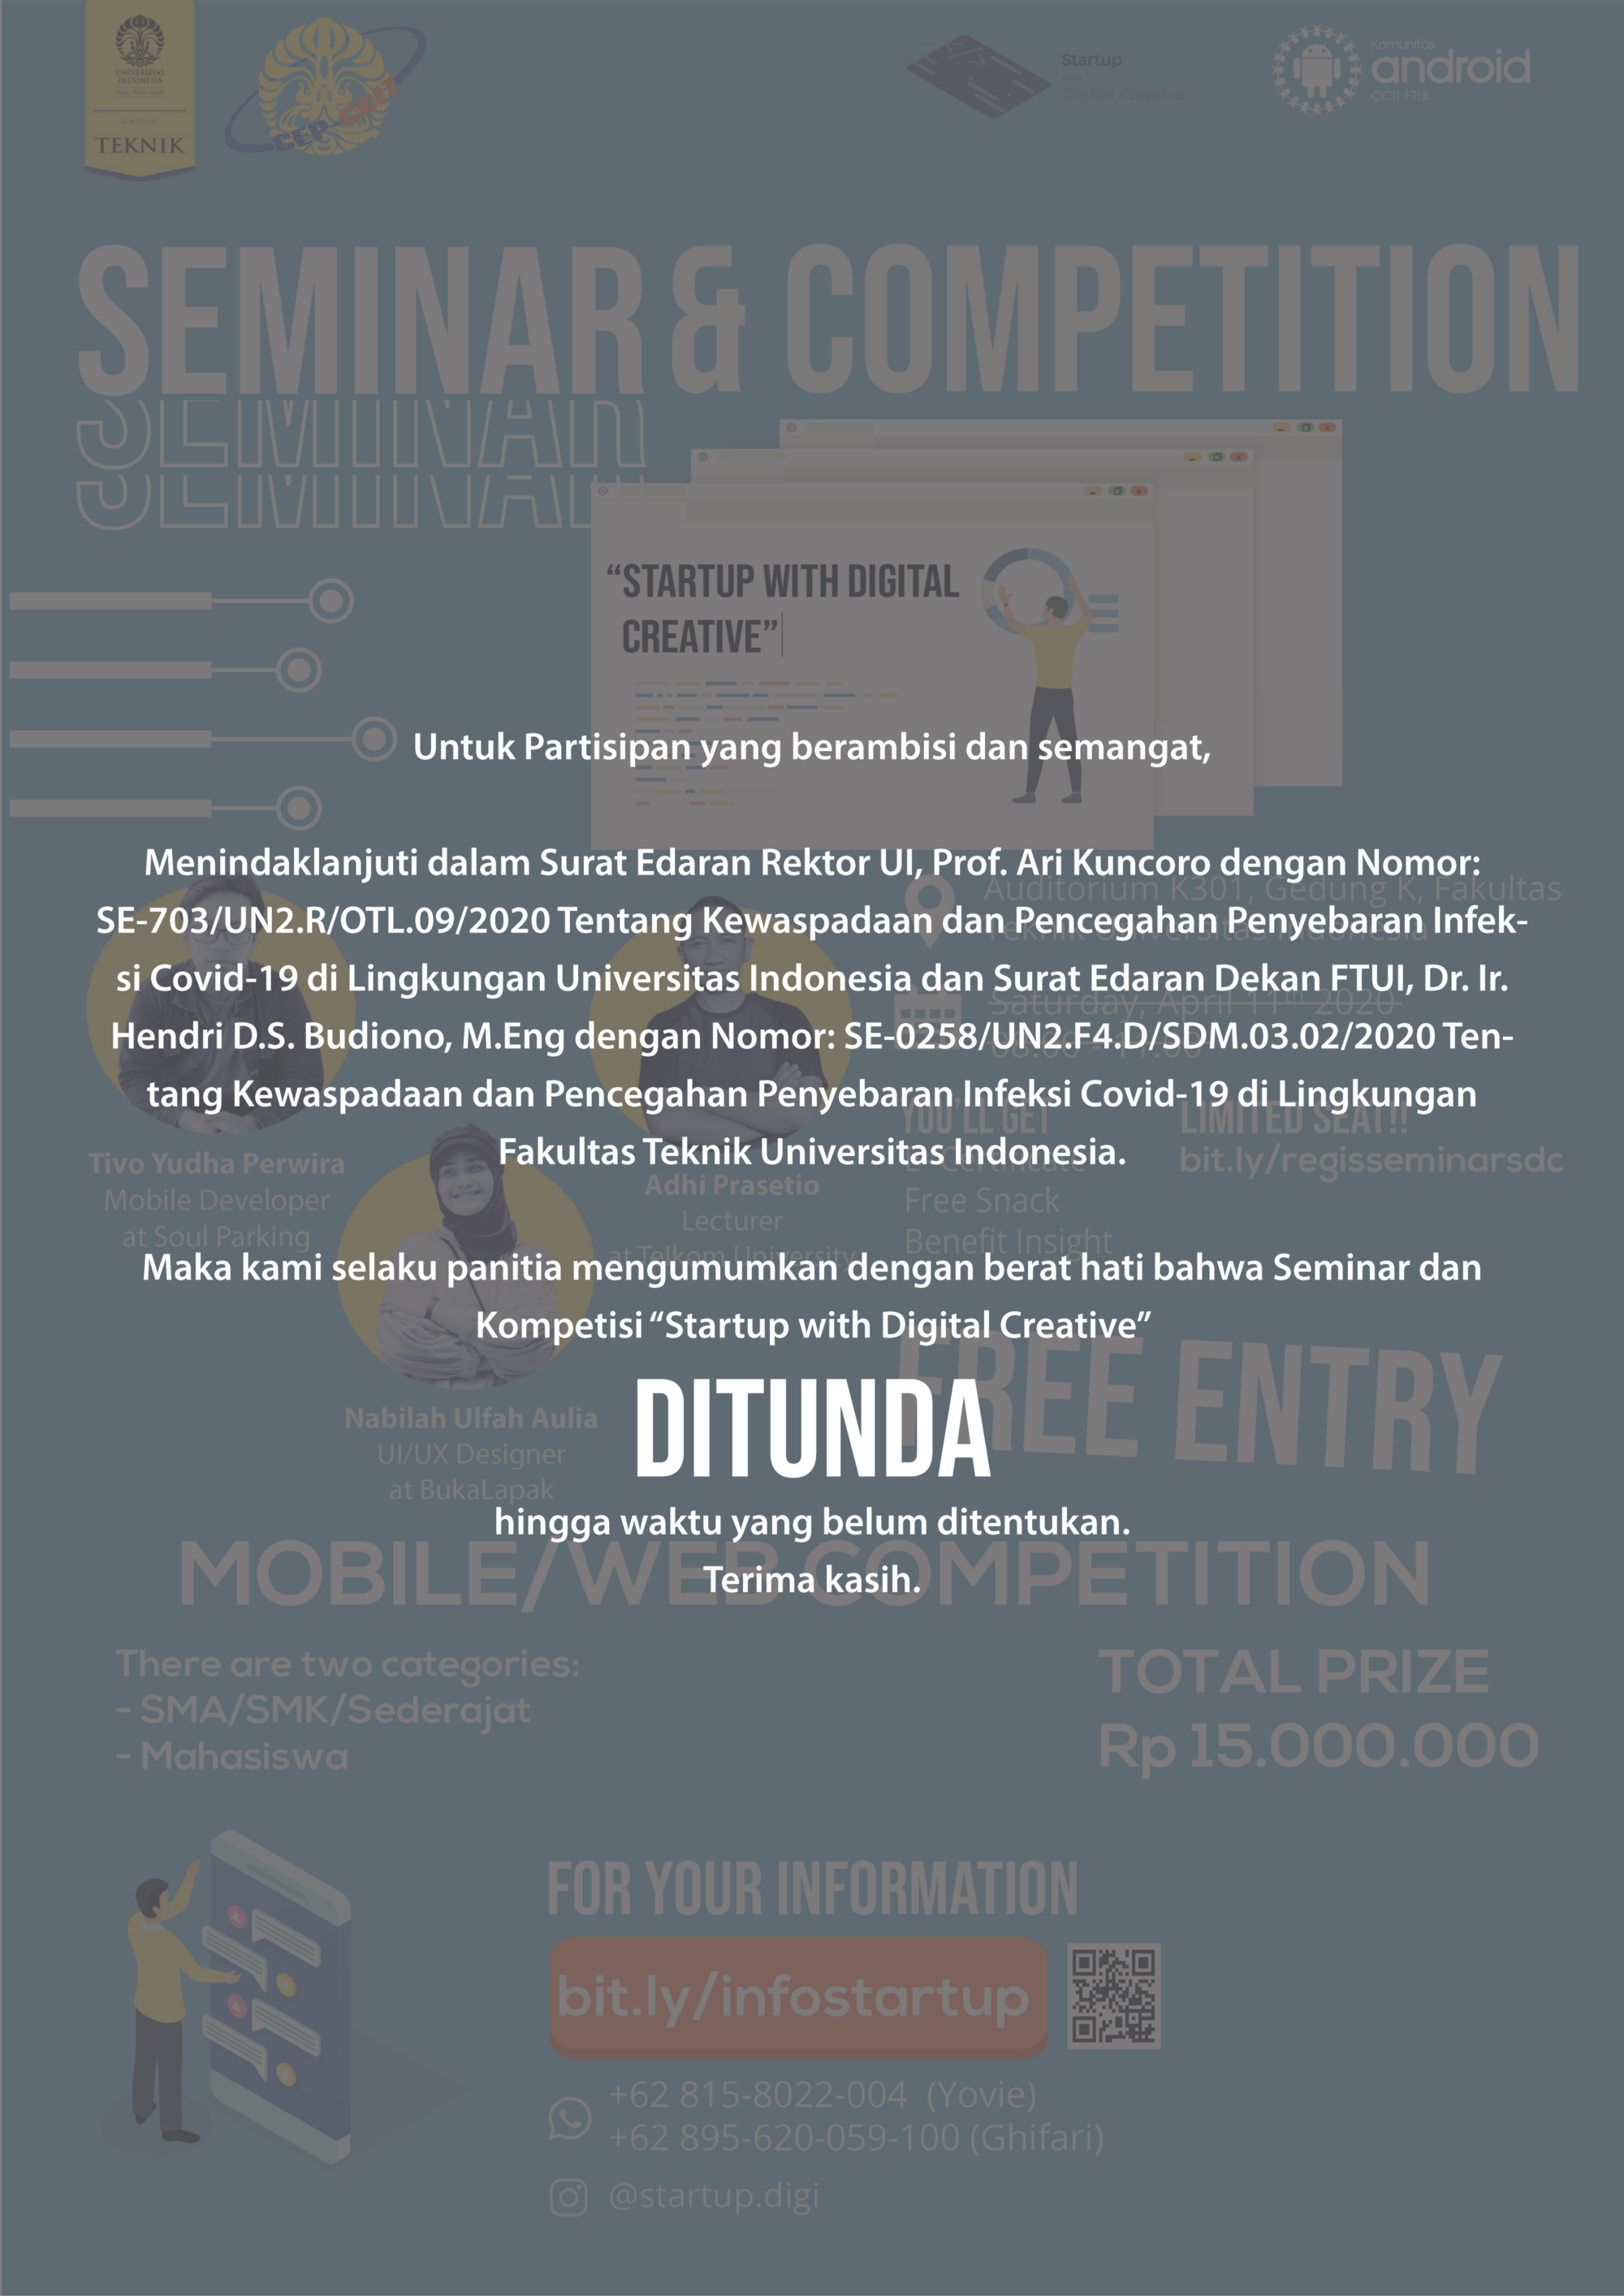 UNIVERSITAS
INDONESIA
FAKULTAS
TEKNIK
CEP-CCIT
Startup
with
Digital Creative
Komunitas
android
CCIT-FTUI
SEMINAR & COMPETITION
SEMINAR
SEMINAR
“STARTUP WITH DIGITAL
CREATIVE”
Untuk Partisipan yang berambisi dan semangat,
Menindaklanjuti dalam Surat Edaran Rektor UI, Prof. Ari Kuncoro dengan Nomor:
SE-703/UN2.R/OTL.09/2020 Tentang Kewaspadaan dan Pencegahan Penyebaran Infek-
si Covid-19 di Lingkungan Universitas Indonesia dan Surat Edaran Dekan FTUI, Dr. Ir.
Hendri D.S. Budiono, M.Eng dengan Nomor: SE-0258/UN2.F4.D/SDM.03.02/2020 Ten-
tang Kewaspadaan dan Pencegahan Penyebaran Infeksi Covid-19 di Lingkungan
Fakultas Teknik Universitas Indonesia.
Maka kami selaku panitia mengumumkan dengan berat hati bahwa Seminar dan
Kompetisi “Startup with Digital Creative”
DITUNDA
hingga waktu yang belum ditentukan.
Terima kasih.
Auditorium K301, Gedung K, Fakultas
Teknik Universitas Indonesia
Saturday, April 11th 2020
YOU'LL GET
E-Certificate
Free Snack
Benefit Insight
LIMITED SEAT!!
bit.ly/regisseminarsdc
Tivo Yudha Perwira
Mobile Developer
at Soul Parking
Adhi Prasetio
Lecturer
at Telkom University
Nabilah Ulfah Aulia
UI/UX Designer
at BukaLapak
FREE ENTRY
MOBILE/WEB COMPETITION
There are two categories:
- SMA/SMK/Sederajat
- Mahasiswa
TOTAL PRIZE
Rp 15.000.000
FOR YOUR INFORMATION
bit.ly/infostartup
+62 815-8022-004 (Yovie)
+62 895-620-059-100 (Ghifari)
@startup.digi